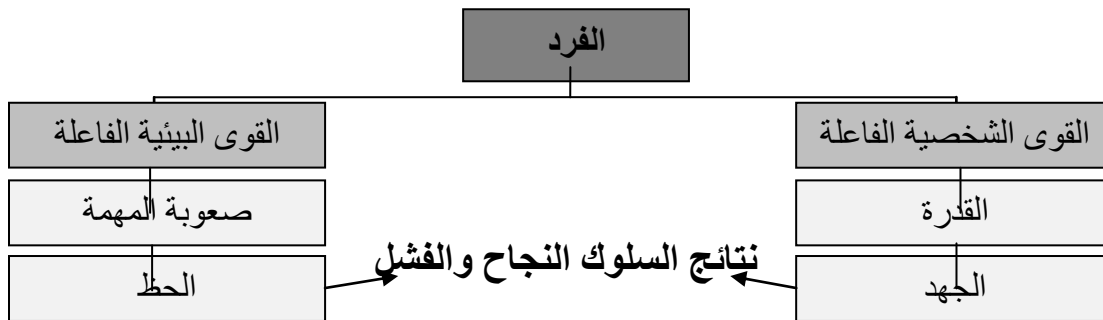 الفرد
القوى الشخصية الفاعلة
القوى البيئية الفاعلة
القدرة
صعوبة المهمة
نتائج السلوك النجاح والفشل
الجهد
الحظ